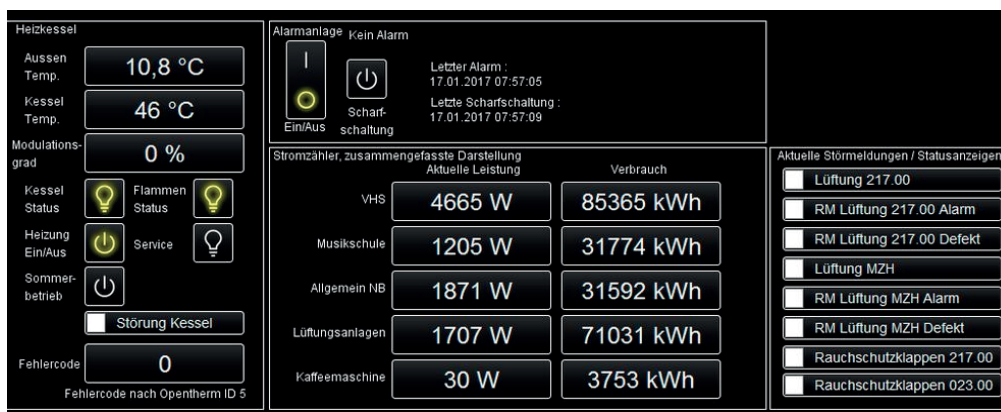 Heizkessel
Aussen Temp.
10,8 °C
Kessel Temp.
46 °C
Modulations-
grad
0 %
Kessel Status
Flammen Status
Heizung Ein/Aus
Service
Sommer-
betrieb
Störung Kessel
Fehlercode
0
Fehlercode nach Opentherm ID 5
Alarmanlage Kein Alarm
Ein/Aus
Scharf-
schaltung
Letzter Alarm :
17.01.2017 07:57:05
Letzte Scharfschaltung :
17.01.2017 07:57:09
Stromzähler, zusammengefasste Darstellung
Aktuelle Leistung Verbrauch
VHS 4665 W 85365 kWh
Musikschule 1205 W 31774 kWh
Allgemein NB 1871 W 31592 kWh
Lüftungsanlagen 1707 W 71031 kWh
Kaffeemaschine 30 W 3753 kWh
Aktuelle Störmeldungen / Statusanzeigen
Lüftung 217.00
RM Lüftung 217.00 Alarm
RM Lüftung 217.00 Defekt
Lüftung MZH
RM Lüftung MZH Alarm
RM Lüftung MZH Defekt
Rauchschutzklappen 217.00
Rauchschutzklappen 023.00